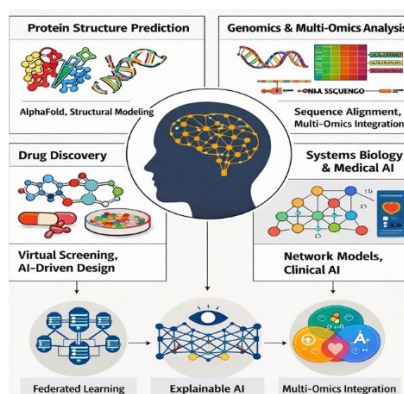 Protein Structure Prediction
AlphaFold, Structural Modeling
Genomics & Multi-Omics Analysis
Sequence Alignment,
Multi-Omics Integration
Drug Discovery
Virtual Screening,
AI-Driven Design
Systems Biology
& Medical AI
Network Models,
Clinical AI
Federated Learning
Explainable AI
Multi-Omics Integration